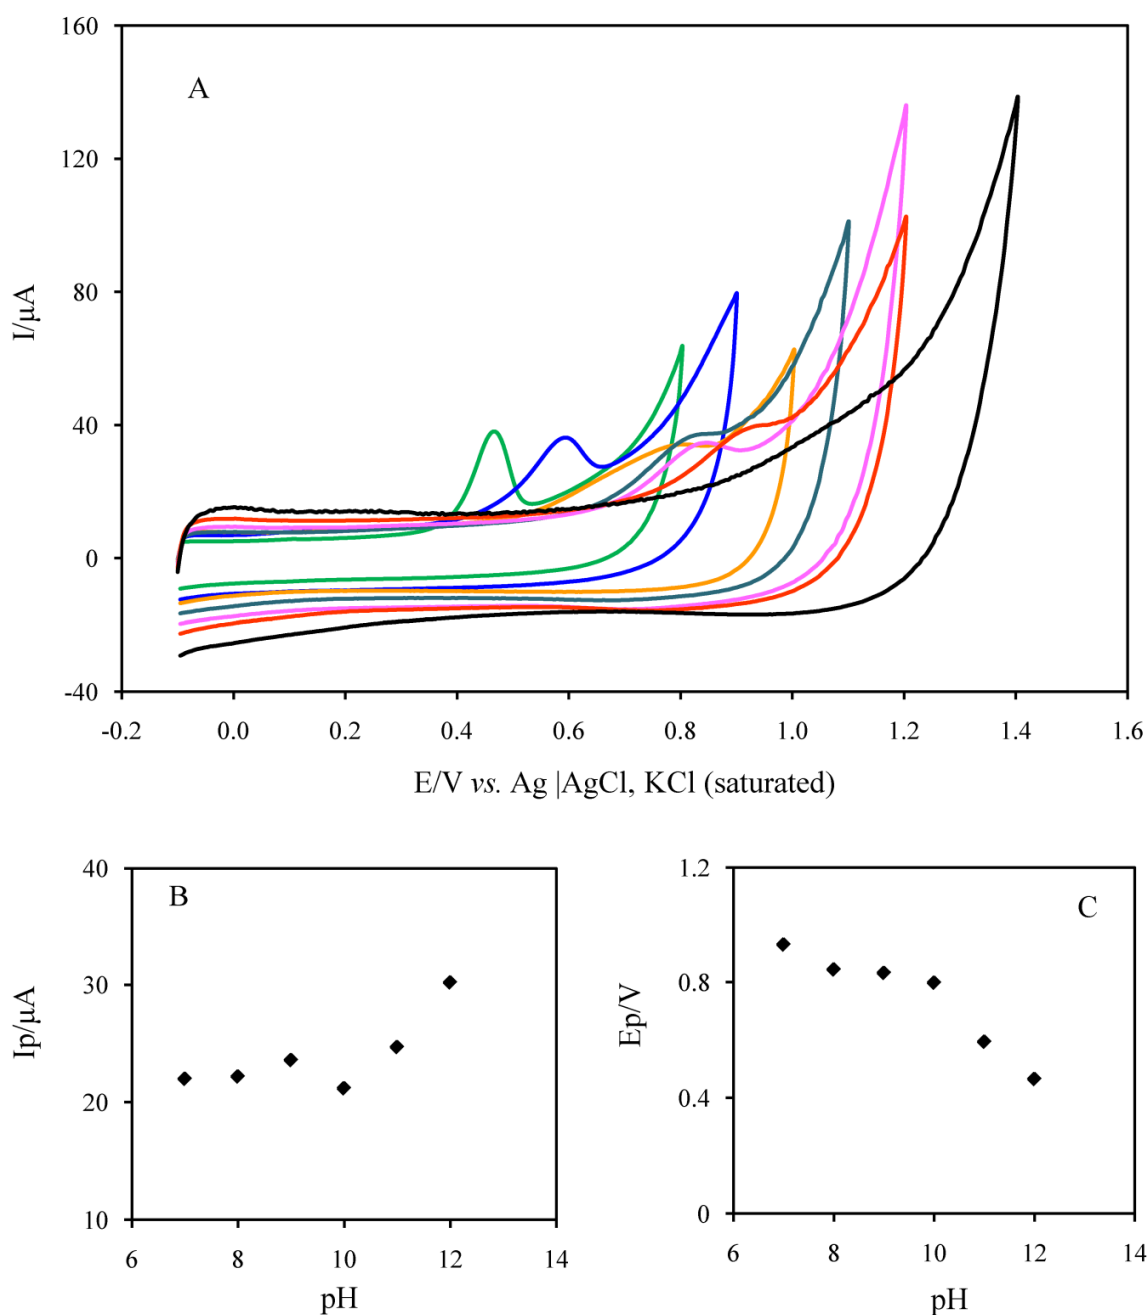 160
A
120
80
I/µA
40
0
-40
-0.2 0.0 0.2 0.4 0.6 0.8 1.0 1.2 1.4 1.6
E/V vs. Ag |AgCl, KCl (saturated)
40
B
30
Ip/µA
20
10
6 8 10 12 14
pH
1.2
C
0.8
Ep/V
0.4
0
6 8 10 12 14
pH